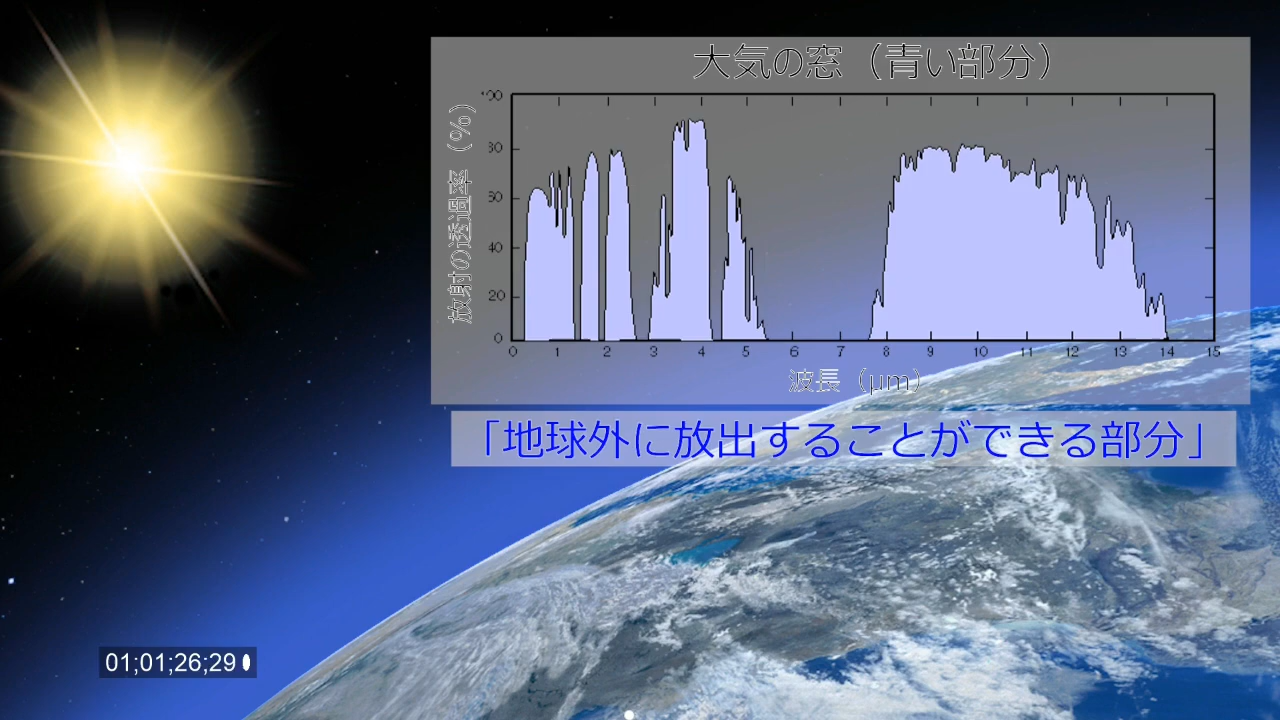 大気の窓（青い部分）
放射の透過率（%）
100
80
60
40
20
0
0 1 2 3 4 5 6 7 8 9 10 11 12 13 14 15
波長（μm）
「地球外に放出することができる部分」
01;01;26;29